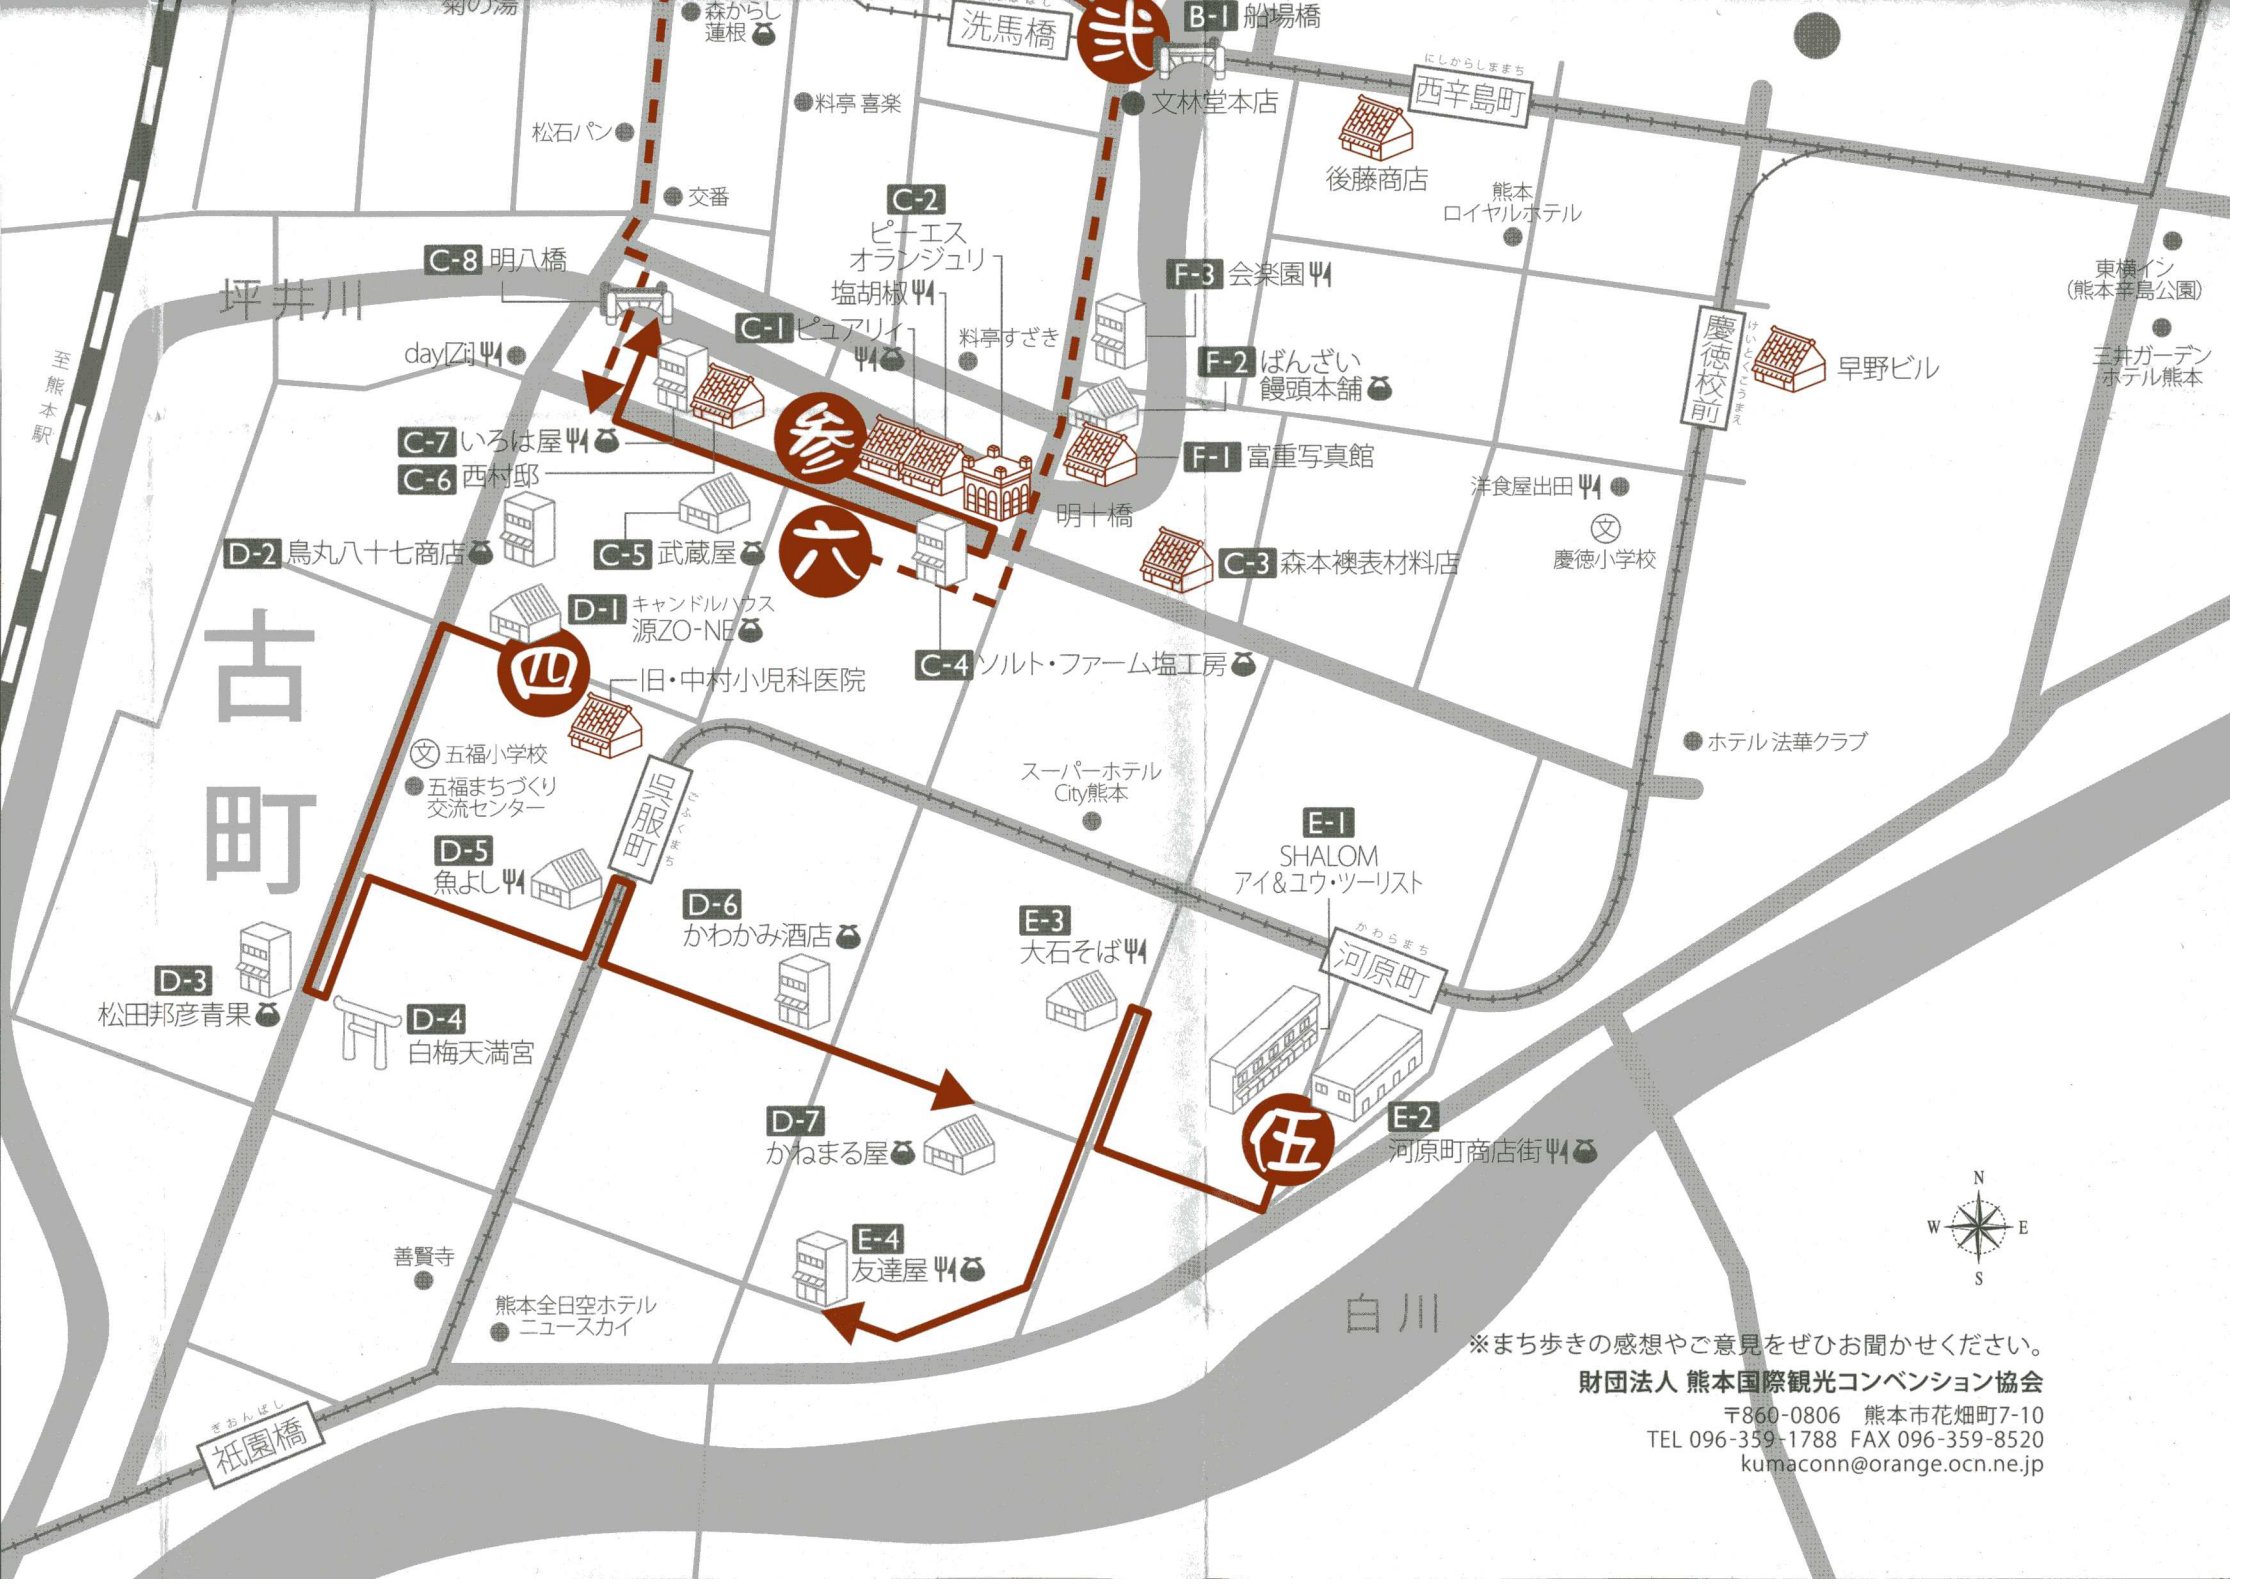 菊の湯
森からし
蓮根
洗馬橋
弐
B-1 船場橋
にしからしままち
西辛島町
料亭 喜楽
文林堂本店
松石パン
後藤商店
交番
熊本
ロイヤルホテル
C-2
ピーエス
オランジュリ
塩胡椒
C-8 明八橋
坪井川
F-3 会楽園
東横イン
(熊本辛島公園)
C-1 ピュアリィ
料亭すざき
day[Zi]
至熊本駅
F-2 ばんざい
饅頭本舗
慶徳校前
けいとくこうまえ
早野ビル
三井ガーデン
ホテル熊本
C-7 いろは屋
C-6 西村邸
参
F-1 富重写真館
洋食屋出田
明十橋
文
慶徳小学校
D-2 鳥丸八十七商店
C-5 武蔵屋
六
C-3 森本襖表材料店
D-1 キャンドルハウス
源ZO-NE
古町
四
旧・中村小児科医院
C-4 ソルト・ファーム塩工房
文 五福小学校
五福まちづくり
交流センター
呉服町
ごふくまち
スーパーホテル
City熊本
ホテル 法華クラブ
E-1
SHALOM
アイ&ユウ・ツーリスト
D-5
魚よし
D-6
かわかみ酒店
E-3
大石そば
かわらまち
河原町
D-3
松田邦彦青果
D-4
白梅天満宮
D-7
かねまる屋
伍
E-2
河原町商店街
E-4
友達屋
善賢寺
熊本全日空ホテル
ニュースカイ
N
W E
S
白川
ぎおんばし
祇園橋
※まち歩きの感想やご意見をぜひお聞かせください。
財団法人 熊本国際観光コンベンション協会
〒860-0806 熊本市花畑町7-10
TEL 096-359-1788 FAX 096-359-8520
kumaconn@orange.ocn.ne.jp